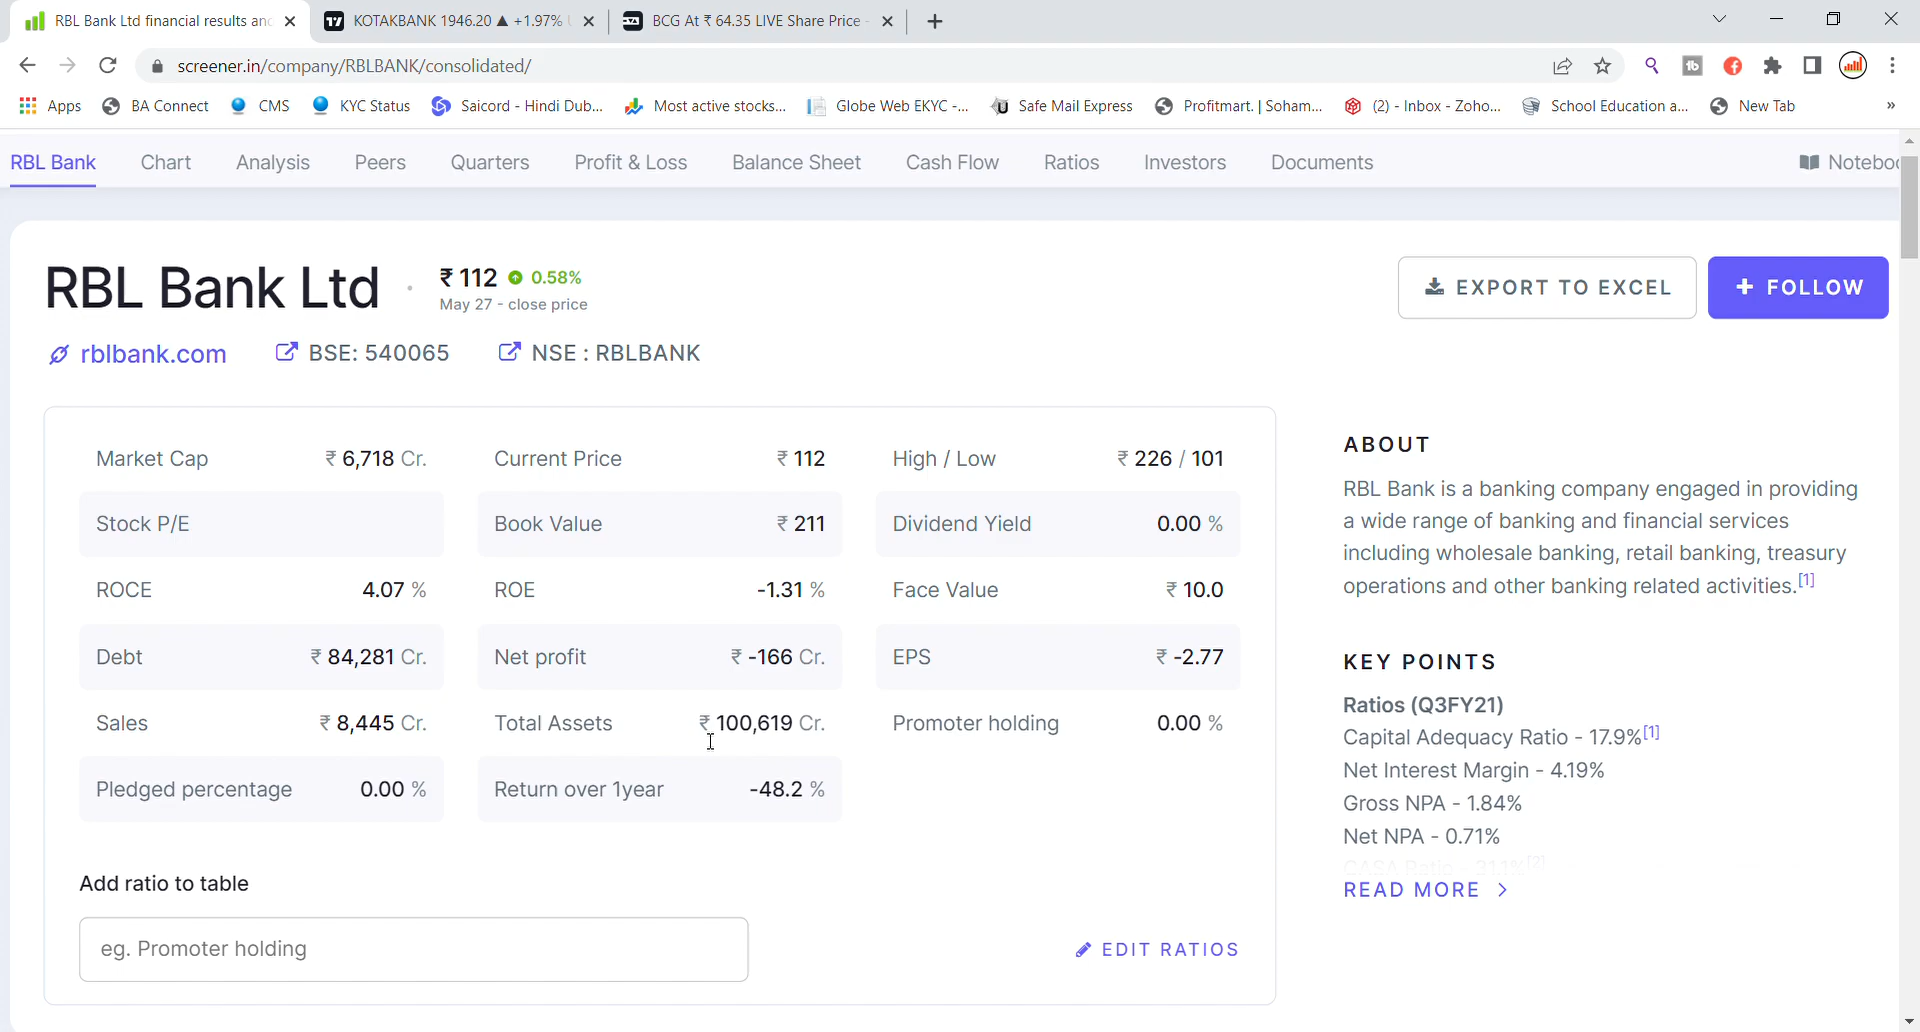 RBL Bank Ltd financial results and
KOTAKBANK 1946.20 ▲ +1.97%
BCG At ₹ 64.35 LIVE Share Price -
screener.in/company/RBLBANK/consolidated/
Apps BA Connect CMS KYC Status Saicord - Hindi Dub... Most active stocks... Globe Web EKYC -... Safe Mail Express Profitmart. | Soham... (2) - Inbox - Zoho... School Education a... New Tab »
RBL Bank Chart Analysis Peers Quarters Profit & Loss Balance Sheet Cash Flow Ratios Investors Documents Noteboo
RBL Bank Ltd · ₹ 112 0.58%
May 27 - close price
EXPORT TO EXCEL + FOLLOW
rblbank.com BSE: 540065 NSE : RBLBANK
Market Cap ₹ 6,718 Cr. Current Price ₹ 112 High / Low ₹ 226 / 101
Stock P/E Book Value ₹ 211 Dividend Yield 0.00 %
ROCE 4.07 % ROE -1.31 % Face Value ₹ 10.0
Debt ₹ 84,281 Cr. Net profit ₹ -166 Cr. EPS ₹ -2.77
Sales ₹ 8,445 Cr. Total Assets ₹ 100,619 Cr. Promoter holding 0.00 %
Pledged percentage 0.00 % Return over 1year -48.2 %
Add ratio to table
eg. Promoter holding
EDIT RATIOS
ABOUT
RBL Bank is a banking company engaged in providing
a wide range of banking and financial services
including wholesale banking, retail banking, treasury
operations and other banking related activities.[1]
KEY POINTS
Ratios (Q3FY21)
Capital Adequacy Ratio - 17.9%[1]
Net Interest Margin - 4.19%
Gross NPA - 1.84%
Net NPA - 0.71%
CASA Ratio - 31.1%[2]
READ MORE >